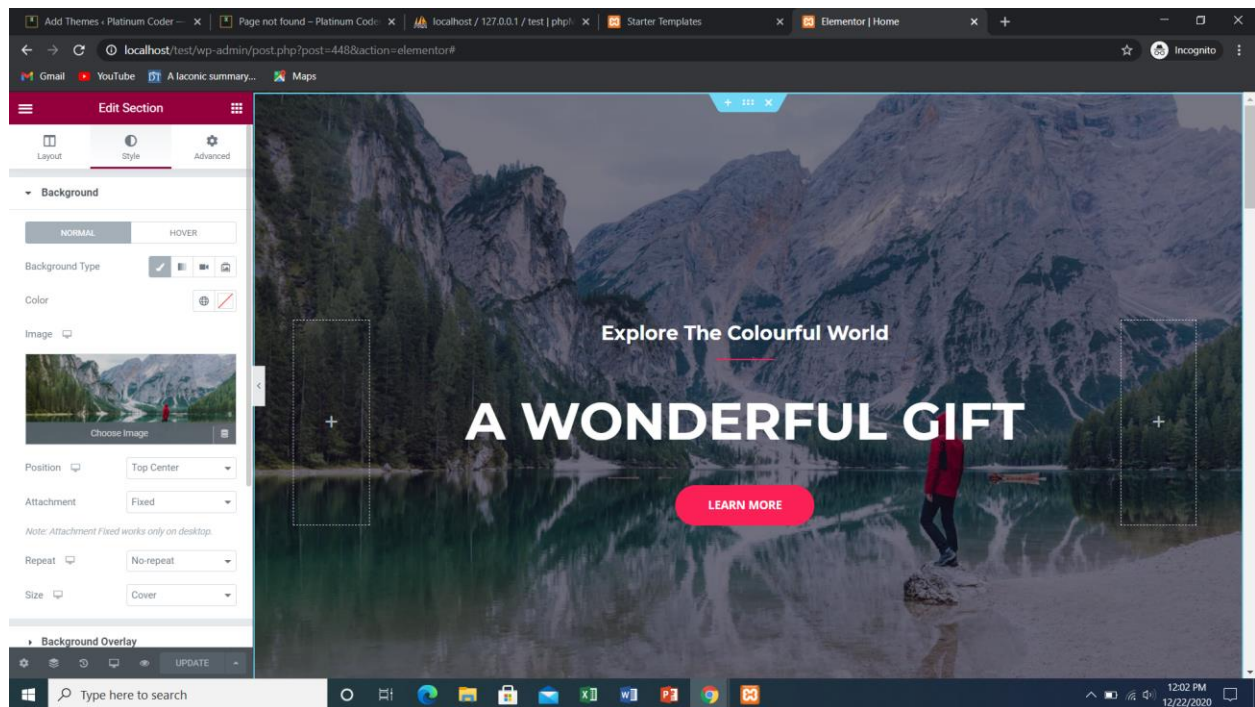 Add Themes ‹ Platinum Coder —
Page not found – Platinum Code
localhost / 127.0.0.1 / test | phpM
Starter Templates
Elementor | Home
localhost/test/wp-admin/post.php?post=448&action=elementor#
Incognito
Gmail
YouTube
A laconic summary...
Maps
Edit Section
Layout
Style
Advanced
Background
NORMAL
HOVER
Background Type
Color
Image
Choose Image
Position
Top Center
Attachment
Fixed
Note: Attachment Fixed works only on desktop.
Repeat
No-repeat
Size
Cover
Background Overlay
UPDATE
Explore The Colourful World
A WONDERFUL GIFT
LEARN MORE
Type here to search
12:02 PM
12/22/2020